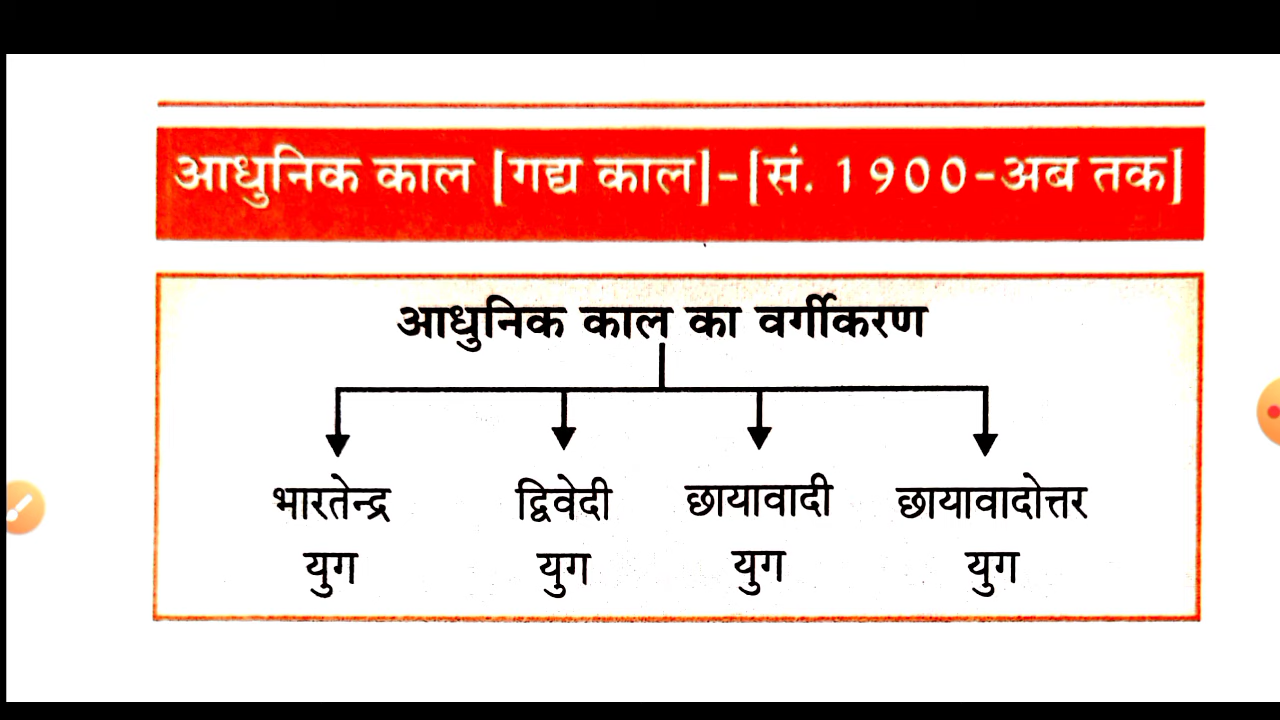 आधुनिक काल [गद्य काल]-[सं. 1900-अब तक]
आधुनिक काल का वर्गीकरण
भारतेन्द्र द्विवेदी छायावादी छायावादोत्तर
युग युग युग युग